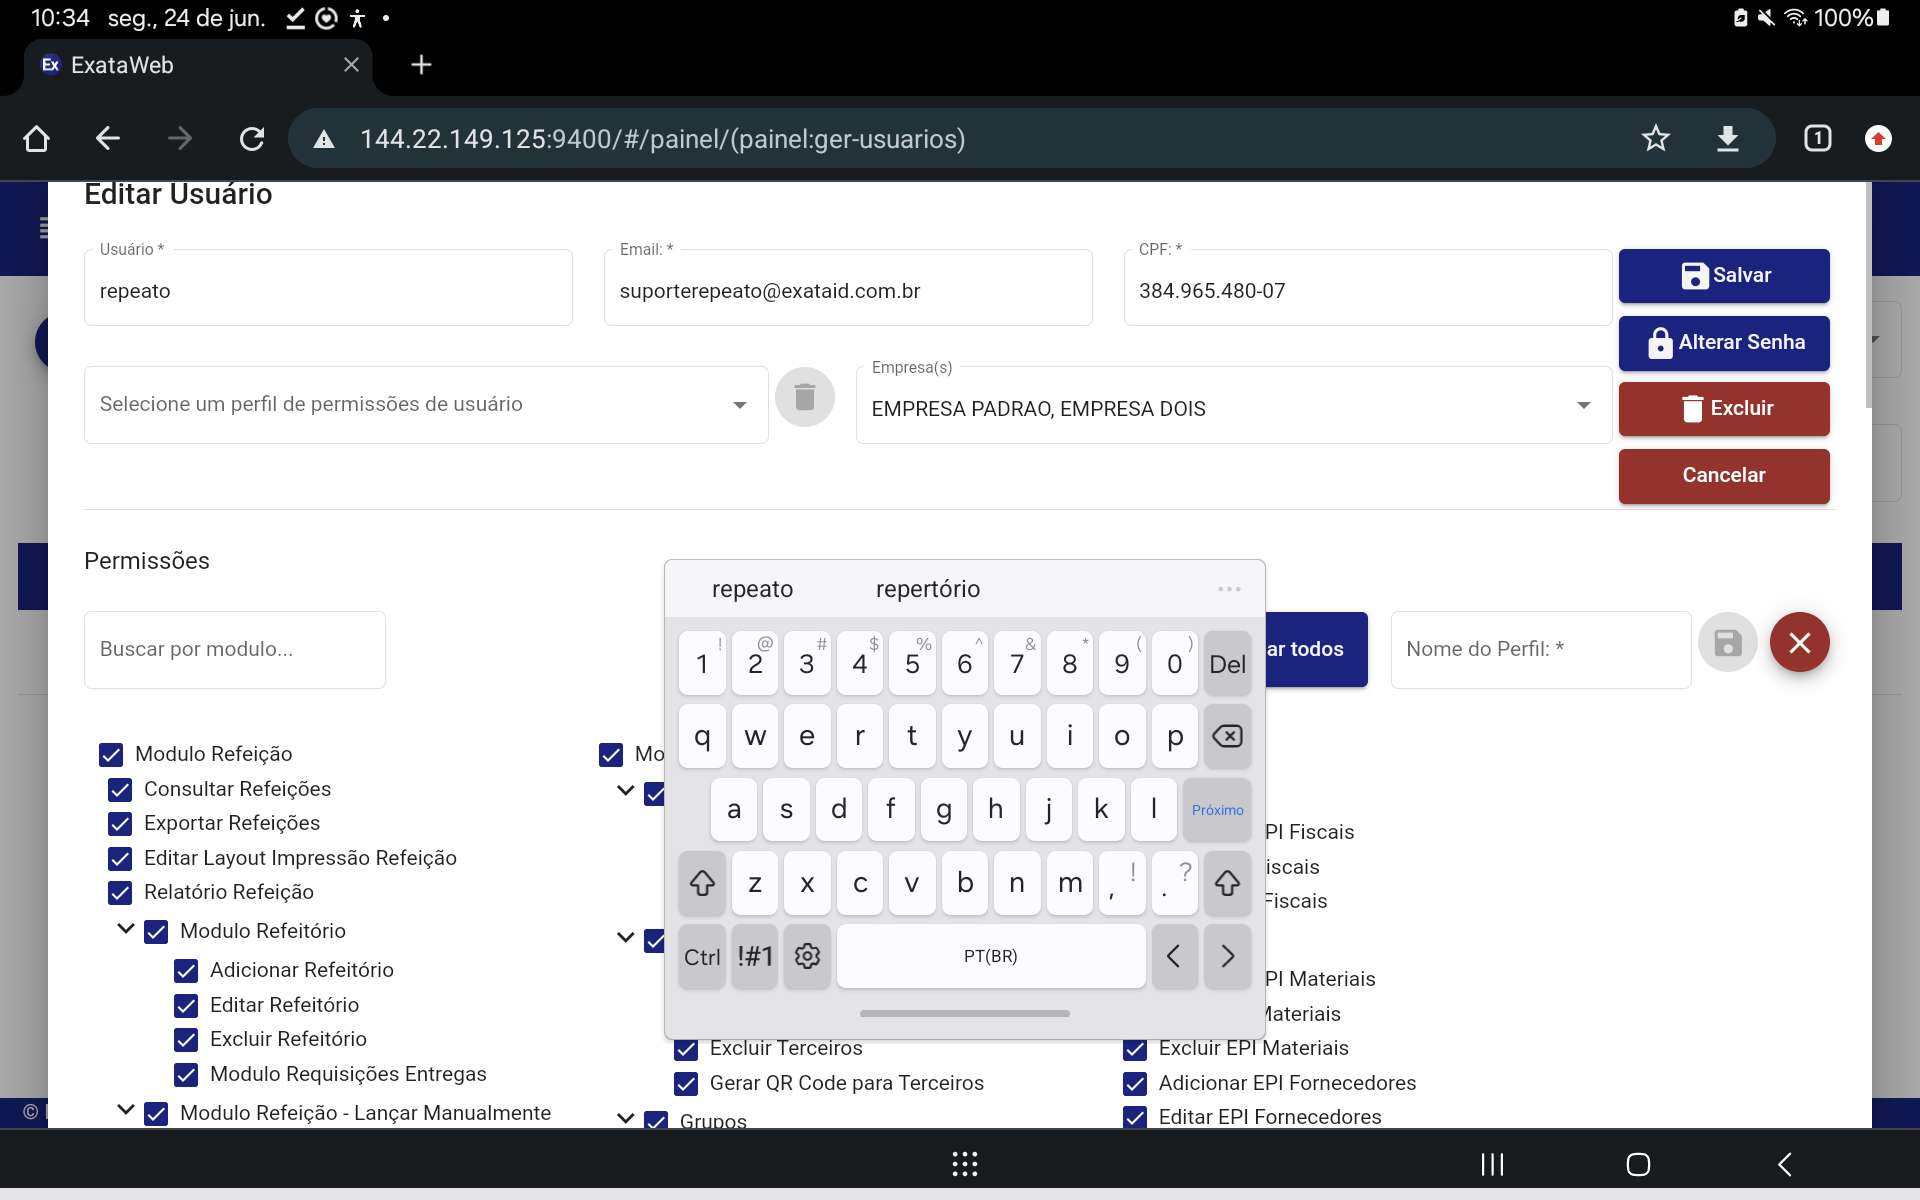 10:34 seg., 24 de jun.
100%
Ex ExataWeb
144.22.149.125:9400/#/painel/(painel:ger-usuarios)
1
Editar Usuário
Usuário *
repeato
Email: *
suporterepeato@exataid.com.br
CPF: *
384.965.480-07
Salvar
Alterar Senha
Excluir
Cancelar
Selecione um perfil de permissões de usuário
Empresa(s)
EMPRESA PADRAO, EMPRESA DOIS
Permissões
Buscar por modulo...
ar todos
Nome do Perfil: *
repeato repertório
! @ # $ % ^ & * ( )
1 2 3 4 5 6 7 8 9 0 Del
q w e r t y u i o p
a s d f g h j k l Próximo
! ?
z x c v b n m , .
Ctrl !#1 PT(BR)
Modulo Refeição
Consultar Refeições
Exportar Refeições
Editar Layout Impressão Refeição
Relatório Refeição
Modulo Refeitório
Adicionar Refeitório
Editar Refeitório
Excluir Refeitório
Modulo Requisições Entregas
Modulo Refeição - Lançar Manualmente
Mo
Excluir Terceiros
Gerar QR Code para Terceiros
Grupos
PI Fiscais
iscais
Fiscais
PI Materiais
Materiais
Excluir EPI Materiais
Adicionar EPI Fornecedores
Editar EPI Fornecedores
©